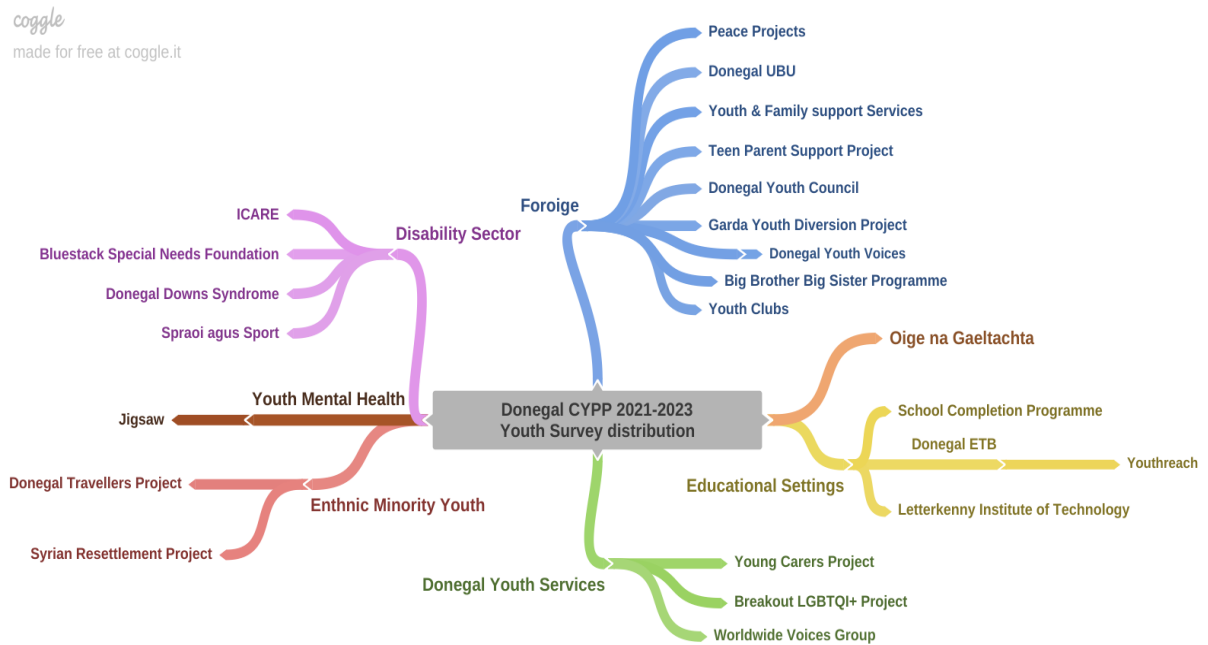 coggle
made for free at coggle.it
Peace Projects
Donegal UBU
Youth & Family support Services
Teen Parent Support Project
Donegal Youth Council
Foroige
Garda Youth Diversion Project
Donegal Youth Voices
Big Brother Big Sister Programme
Youth Clubs
ICARE
Disability Sector
Bluestack Special Needs Foundation
Donegal Downs Syndrome
Spraoi agus Sport
Oige na Gaeltachta
Youth Mental Health
Jigsaw
Donegal CYPP 2021-2023
Youth Survey distribution
School Completion Programme
Donegal ETB
Youthreach
Educational Settings
Letterkenny Institute of Technology
Donegal Travellers Project
Enthnic Minority Youth
Syrian Resettlement Project
Donegal Youth Services
Young Carers Project
Breakout LGBTQI+ Project
Worldwide Voices Group